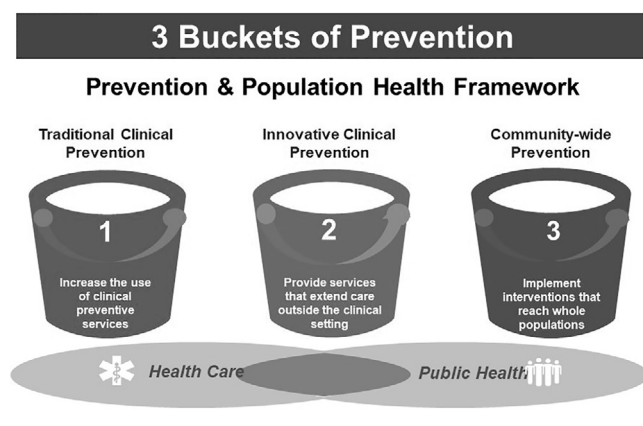 3 Buckets of Prevention
Prevention & Population Health Framework
Traditional Clinical
Prevention
1
Increase the use
of clinical
preventive
services
Innovative Clinical
Prevention
2
Provide services
that extend care
outside the clinical
setting
Community-wide
Prevention
3
Implement
interventions that
reach whole
populations
Health Care
Public Health